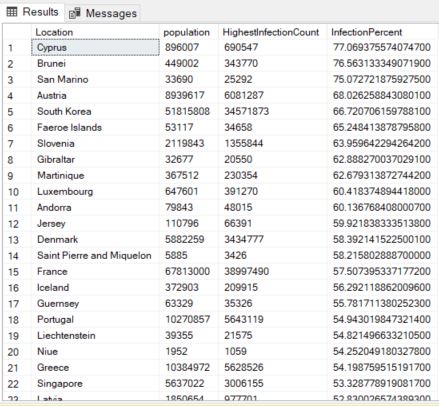 Results Messages
Location population HighestInfectionCount InfectionPercent
1 Cyprus 896007 690547 77.069375574074700
2 Brunei 449002 343770 76.563133349071900
3 San Marino 33690 25292 75.072721875927500
4 Austria 8939617 6081287 68.026258843080100
5 South Korea 51815808 34571873 66.720706159788100
6 Faeroe Islands 53117 34658 65.248413878795800
7 Slovenia 2119843 1355844 63.959642294264200
8 Gibraltar 32677 20550 62.888270037029100
9 Martinique 367512 230354 62.679313872744200
10 Luxembourg 647601 391270 60.418374894418000
11 Andorra 79843 48015 60.136768408000700
12 Jersey 110796 66391 59.921838333513800
13 Denmark 5882259 3434777 58.392141522500100
14 Saint Pierre and Miquelon 5885 3426 58.215802888700000
15 France 67813000 38997490 57.507395337177200
16 Iceland 372903 209915 56.292118862009600
17 Guernsey 63329 35326 55.781711380252300
18 Portugal 10270857 5643119 54.943019847321400
19 Liechtenstein 39355 21575 54.821496633210500
20 Niue 1952 1059 54.252049180327800
21 Greece 10384972 5628526 54.198759515191700
22 Singapore 5637022 3006155 53.328778919081700
23 Latvia 1850654 977701 52.830026574389300